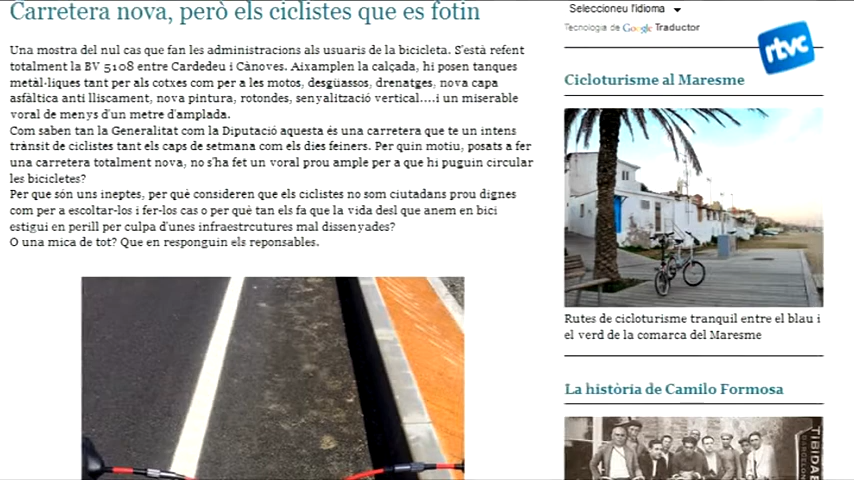 Carretera nova, però els ciclistes que es fotin
Una mostra del nul cas que fan les administracions als usuaris de la bicicleta. S'està refent
totalment la BV 5108 entre Cardedeu i Cànoves. Aixamplen la calçada, hi posen tanques
metàl·liques tant per als cotxes com per a les motos, desgüassos, drenatges, nova capa
asfàltica anti lliscament, nova pintura, rotondes, senyalització vertical....i un miserable
voral de menys d'un metre d'amplada.
Com saben tan la Generalitat com la Diputació aquesta és una carretera que te un intens
trànsit de ciclistes tant els caps de setmana com els dies feiners. Per quin motiu, posats a fer
una carretera totalment nova, no s'ha fet un voral prou ample per a que hi puguin circular
les bicicletes?
Per que són uns ineptes, per què consideren que els ciclistes no som ciutadans prou dignes
com per a escoltar-los i fer-los cas o per què tan els fa que la vida desl que anem en bici
estigui en perill per culpa d'unes infraestrcutures mal dissenyades?
O una mica de tot? Que en responguin els reponsables.
Seleccioneu l'idioma
Tecnologia de Google Traductor
rtvc
Cicloturisme al Maresme
Rutes de cicloturisme tranquil entre el blau i
el verd de la comarca del Maresme
La història de Camilo Formosa
TIBIDAB
BARCELON